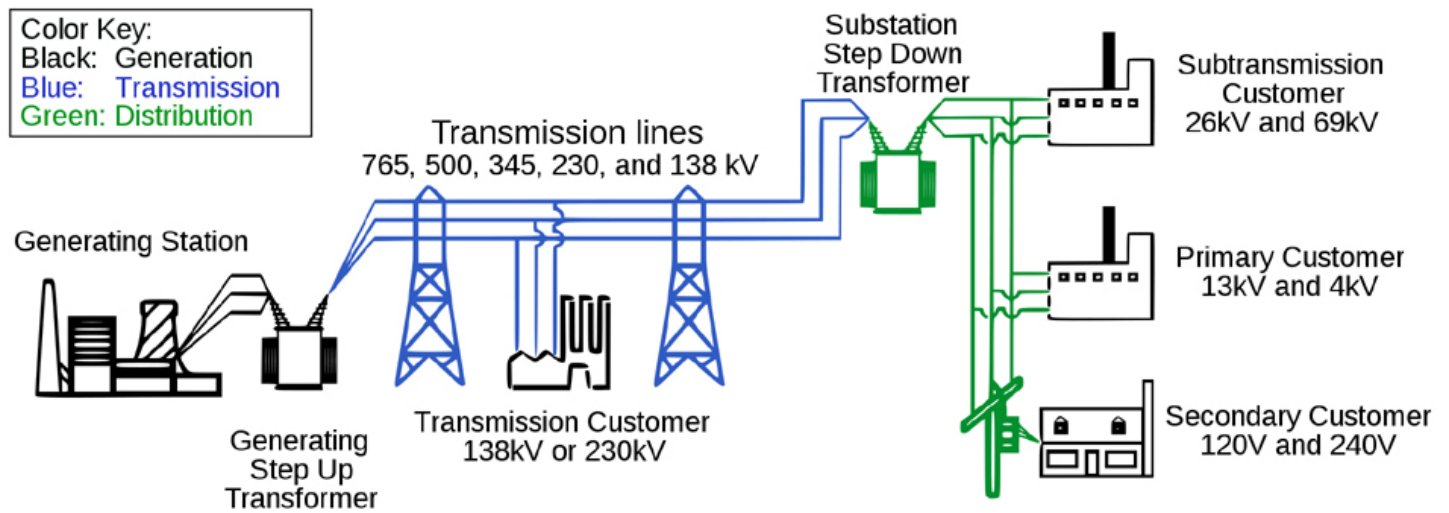 Color Key:
Black: Generation
Blue: Transmission
Green: Distribution
Generating Station
Generating
Step Up
Transformer
Transmission lines
765, 500, 345, 230, and 138 kV
Transmission Customer
138kV or 230kV
Substation
Step Down
Transformer
Subtransmission
Customer
26kV and 69kV
Primary Customer
13kV and 4kV
Secondary Customer
120V and 240V